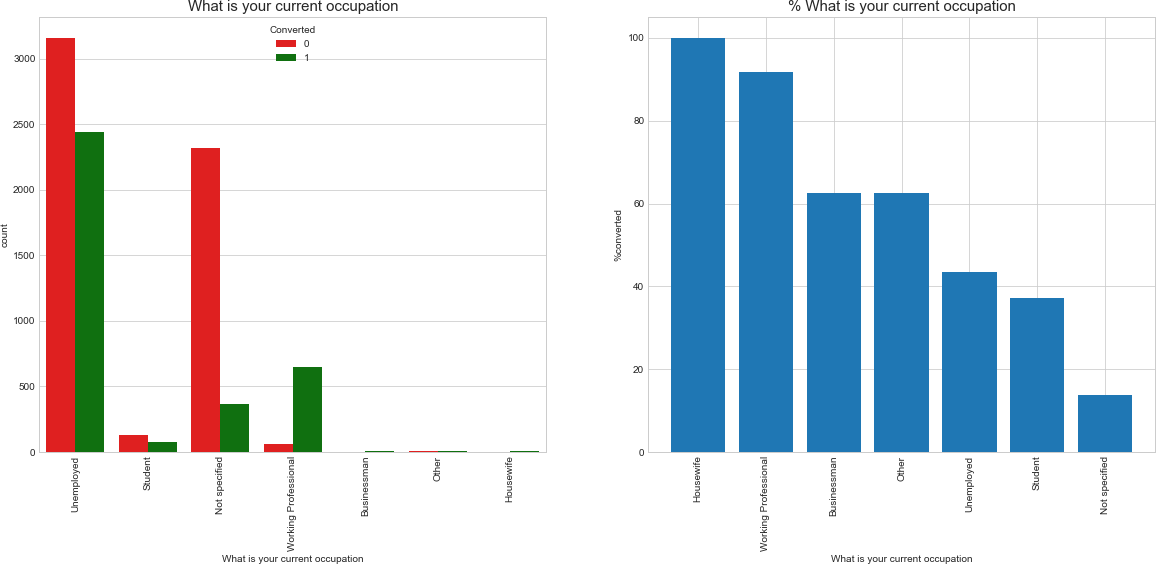 What is your current occupation
Converted
0
1
3000
2500
2000
1500
1000
500
0
count
Unemployed
Student
Not specified
Working Professional
Businessman
Other
Housewife
What is your current occupation
% What is your current occupation
100
80
60
40
20
0
%converted
Housewife
Working Professional
Businessman
Other
Unemployed
Student
Not specified
What is your current occupation